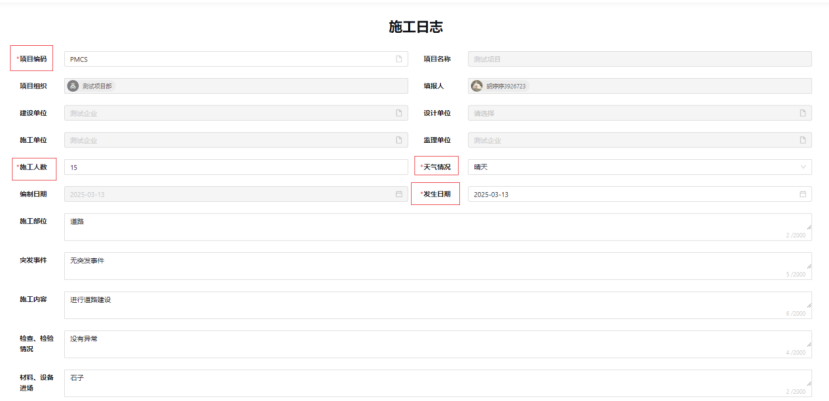 施工日志
*项目编码 PMCS 项目名称 测试项目
项目组织 测试项目部 填报人 胡婷婷3928723
建设单位 测试企业 设计单位 请选择
施工单位 测试企业 监理单位 测试企业
*施工人数 15 *天气情况 晴天
编制日期 2025-03-13 *发生日期 2025-03-13
施工部位 道路
2 /2000
突发事件 无突发事件
5 /2000
施工内容 进行道路建设
6 /2000
检查、检验情况 没有异常
4 /2000
材料、设备进场 石子
2 /2000